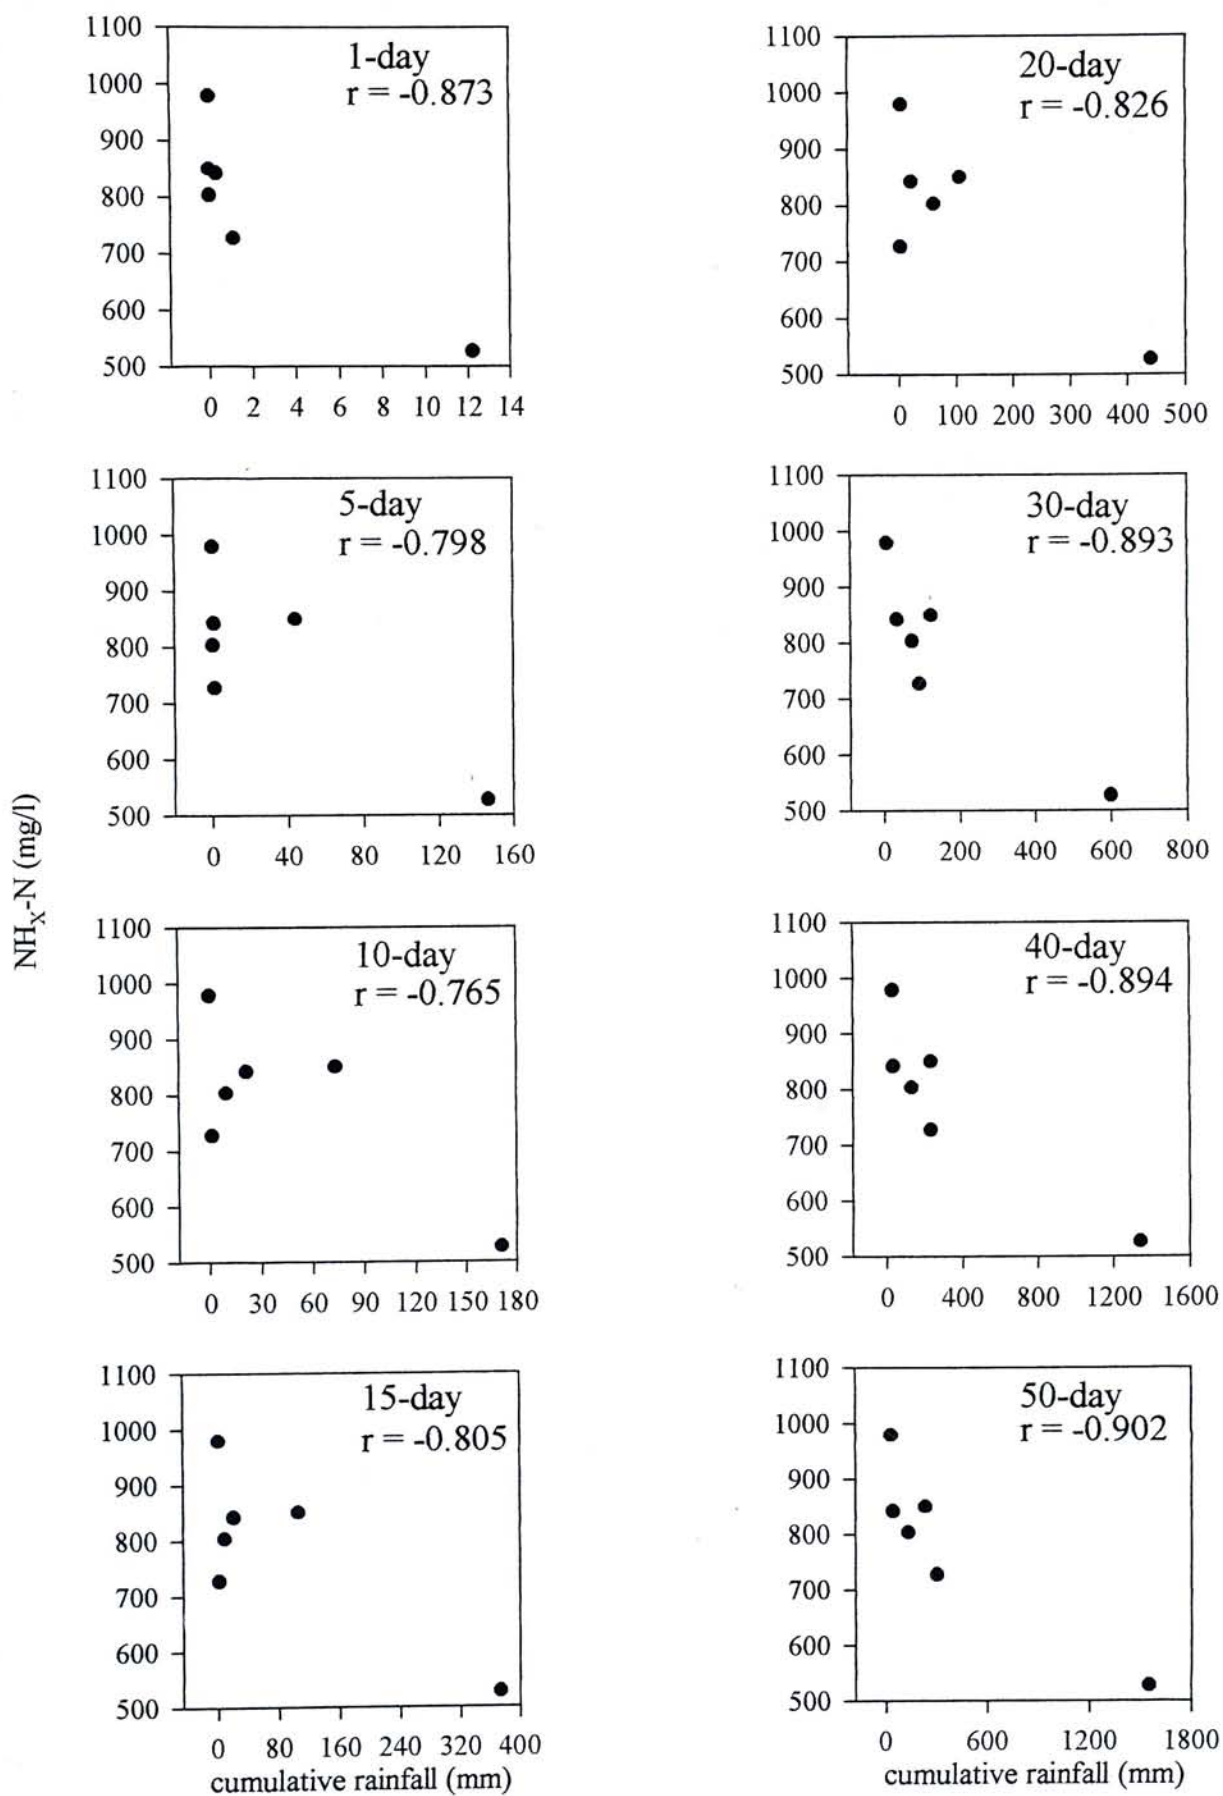 NH_X-N (mg/l)
1-day
r = -0.873
1100
1000
900
800
700
600
500
0 2 4 6 8 10 12 14
5-day
r = -0.798
1100
1000
900
800
700
600
500
0 40 80 120 160
10-day
r = -0.765
1100
1000
900
800
700
600
500
0 30 60 90 120 150 180
15-day
r = -0.805
1100
1000
900
800
700
600
500
0 80 160 240 320 400
cumulative rainfall (mm)
20-day
r = -0.826
1100
1000
900
800
700
600
500
0 100 200 300 400 500
30-day
r = -0.893
1100
1000
900
800
700
600
500
0 200 400 600 800
40-day
r = -0.894
1100
1000
900
800
700
600
500
0 400 800 1200 1600
50-day
r = -0.902
1100
1000
900
800
700
600
500
0 600 1200 1800
cumulative rainfall (mm)